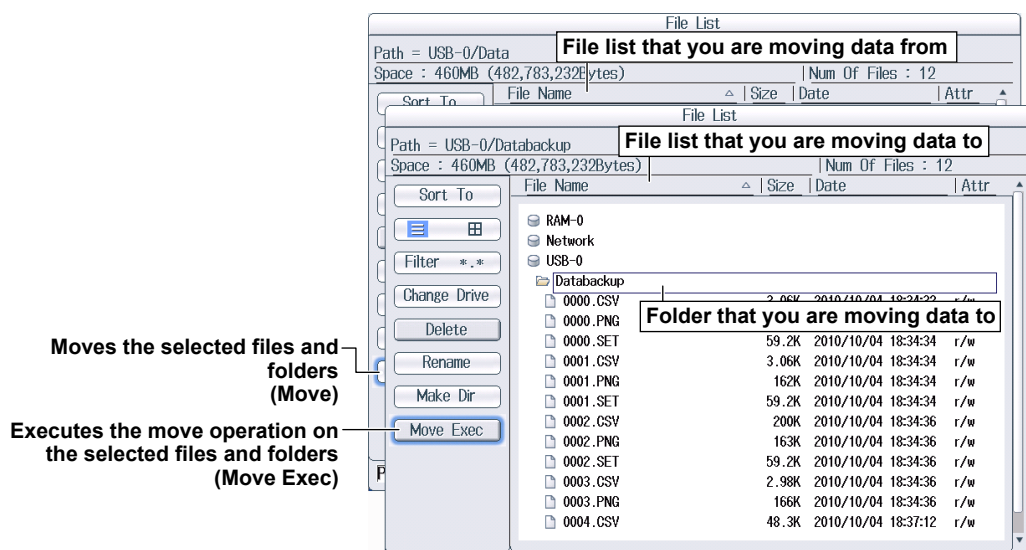 File List
Path = USB-0/Data
File list that you are moving data from
Space : 460MB (482,783,232Bytes) Num Of Files : 12
Sort To File Name Size Date Attr
File List
Path = USB-0/Databackup
File list that you are moving data to
Space : 460MB (482,783,232Bytes) Num Of Files : 12
File Name Size Date Attr
Sort To
Filter *.*
Change Drive
Delete
Rename
Make Dir
Move Exec
RAM-0
Network
USB-0
Databackup
0000.CSV 3.06K 2010/10/04 18:34:32 r/w
Folder that you are moving data to
0000.PNG
0000.SET 59.2K 2010/10/04 18:34:34 r/w
0001.CSV 3.06K 2010/10/04 18:34:34 r/w
0001.PNG 162K 2010/10/04 18:34:34 r/w
0001.SET 59.2K 2010/10/04 18:34:34 r/w
0002.CSV 200K 2010/10/04 18:34:36 r/w
0002.PNG 163K 2010/10/04 18:34:36 r/w
0002.SET 59.2K 2010/10/04 18:34:36 r/w
0003.CSV 2.98K 2010/10/04 18:34:36 r/w
0003.PNG 166K 2010/10/04 18:34:36 r/w
0004.CSV 48.3K 2010/10/04 18:37:12 r/w
Moves the selected files and
folders
(Move)
Executes the move operation on
the selected files and folders
(Move Exec)